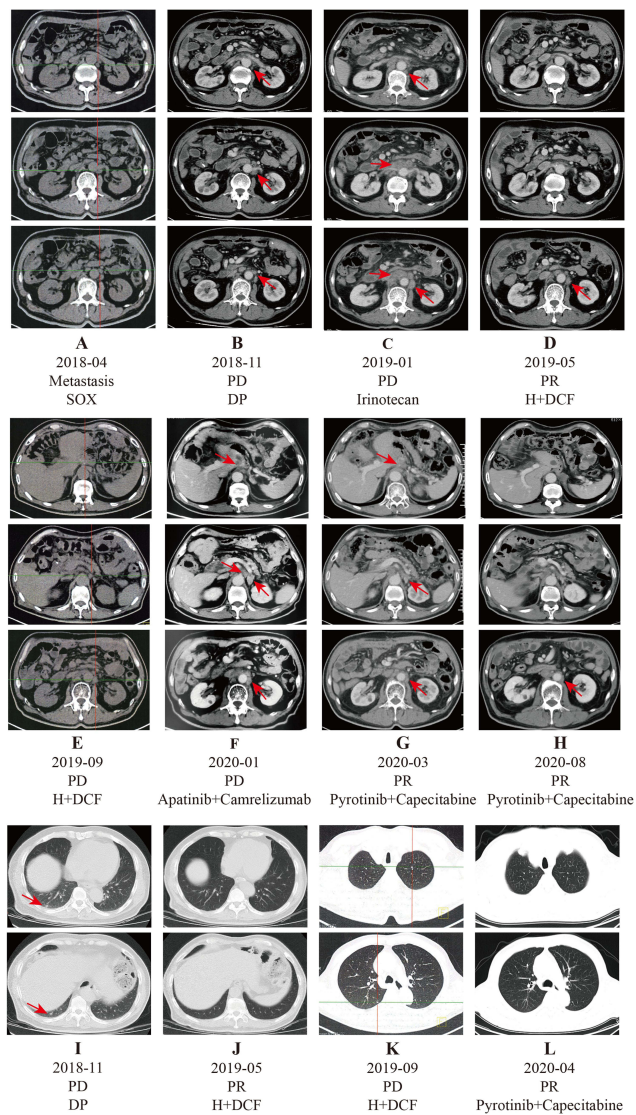 A B C D
2018-04 2018-11 2019-01 2019-05
Metastasis PD PD PR
SOX DP Irinotecan H+DCF
E F G H
2019-09 2020-01 2020-03 2020-08
PD PD PR PR
H+DCF Apatinib+Camrelizumab Pyrotinib+Capecitabine Pyrotinib+Capecitabine
I J K L
2018-11 2019-05 2019-09 2020-04
PD PR PD PR
DP H+DCF H+DCF Pyrotinib+Capecitabine